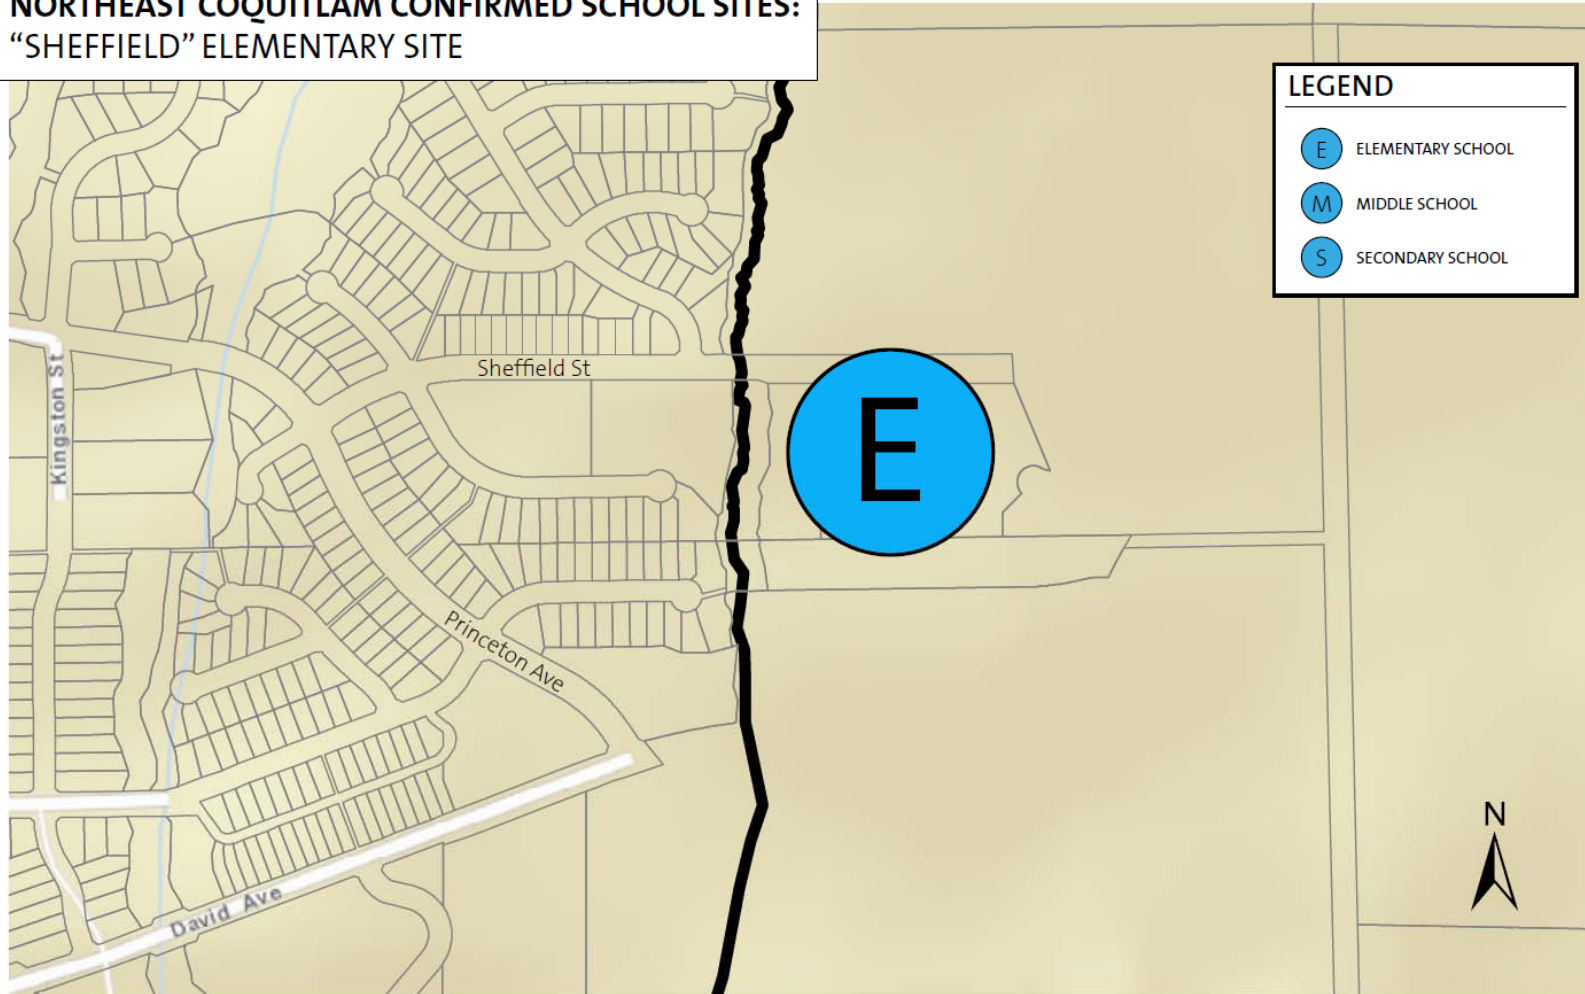 NORTHEAST COQUITLAM CONFIRMED SCHOOL SITES:
“SHEFFIELD” ELEMENTARY SITE
LEGEND
E ELEMENTARY SCHOOL
M MIDDLE SCHOOL
S SECONDARY SCHOOL
Sheffield St
Kingston St
E
Princeton Ave
David Ave
N